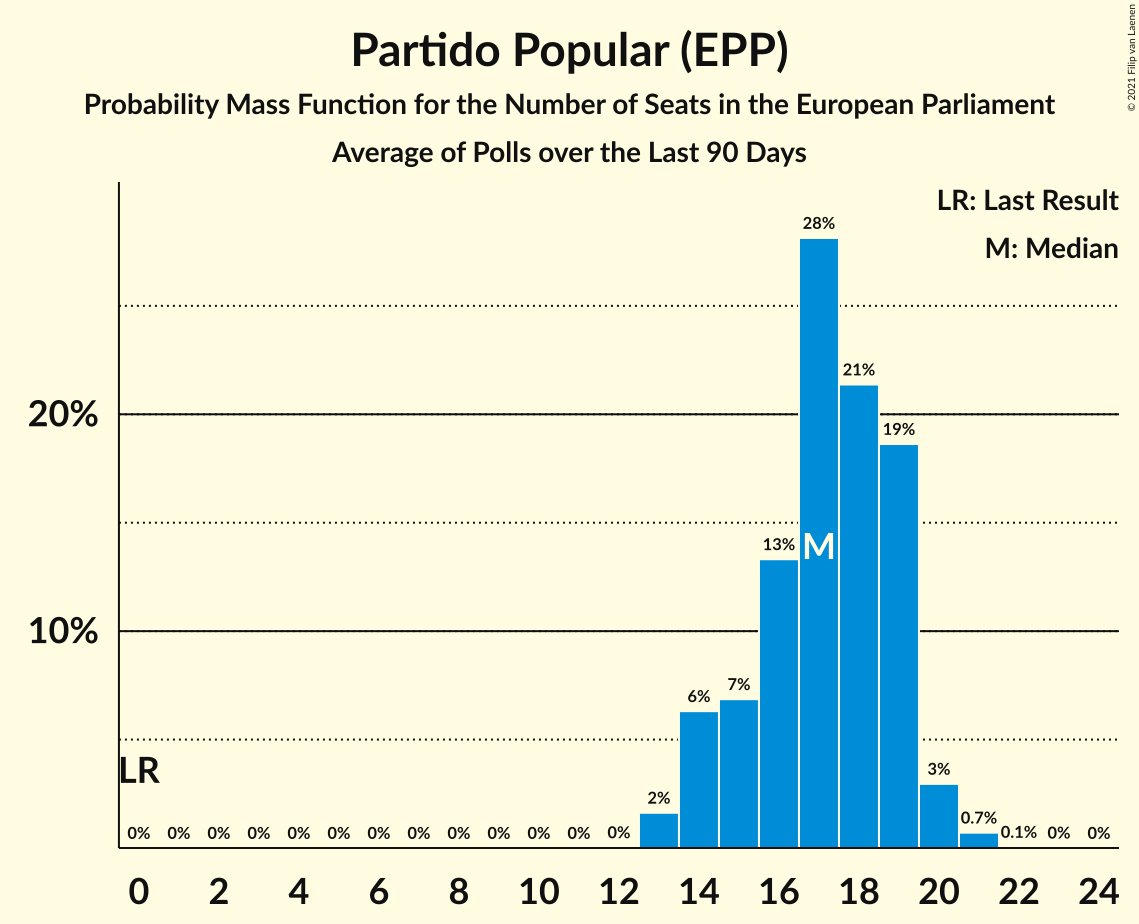 Partido Popular (EPP)
Probability Mass Function for the Number of Seats in the European Parliament
Average of Polls over the Last 90 Days
© 2021 Filip van Laenen
LR: Last Result
M: Median
28%
21%
20%
19%
13%
M
10%
7%
6%
LR
3%
2%
0.7%
0% 0% 0% 0% 0% 0% 0% 0% 0% 0% 0% 0% 0% 0.1% 0% 0%
0 2 4 6 8 10 12 14 16 18 20 22 24